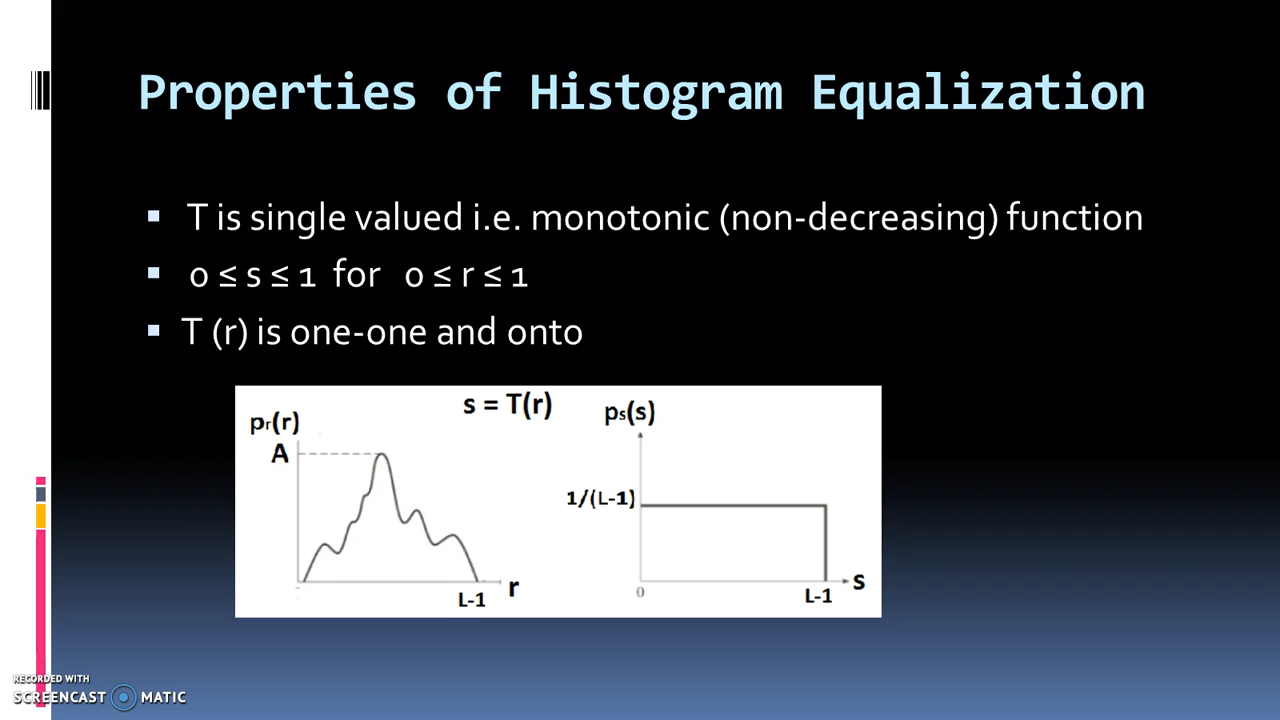 Properties of Histogram Equalization
T is single valued i.e. monotonic (non-decreasing) function
0 ≤ s ≤ 1 for 0 ≤ r ≤ 1
T (r) is one-one and onto
s = T(r)
pr(r)
A
r
L-1
ps(s)
1/(L-1)
0
L-1
s
RECORDED WITH
SCREENCAST MATIC